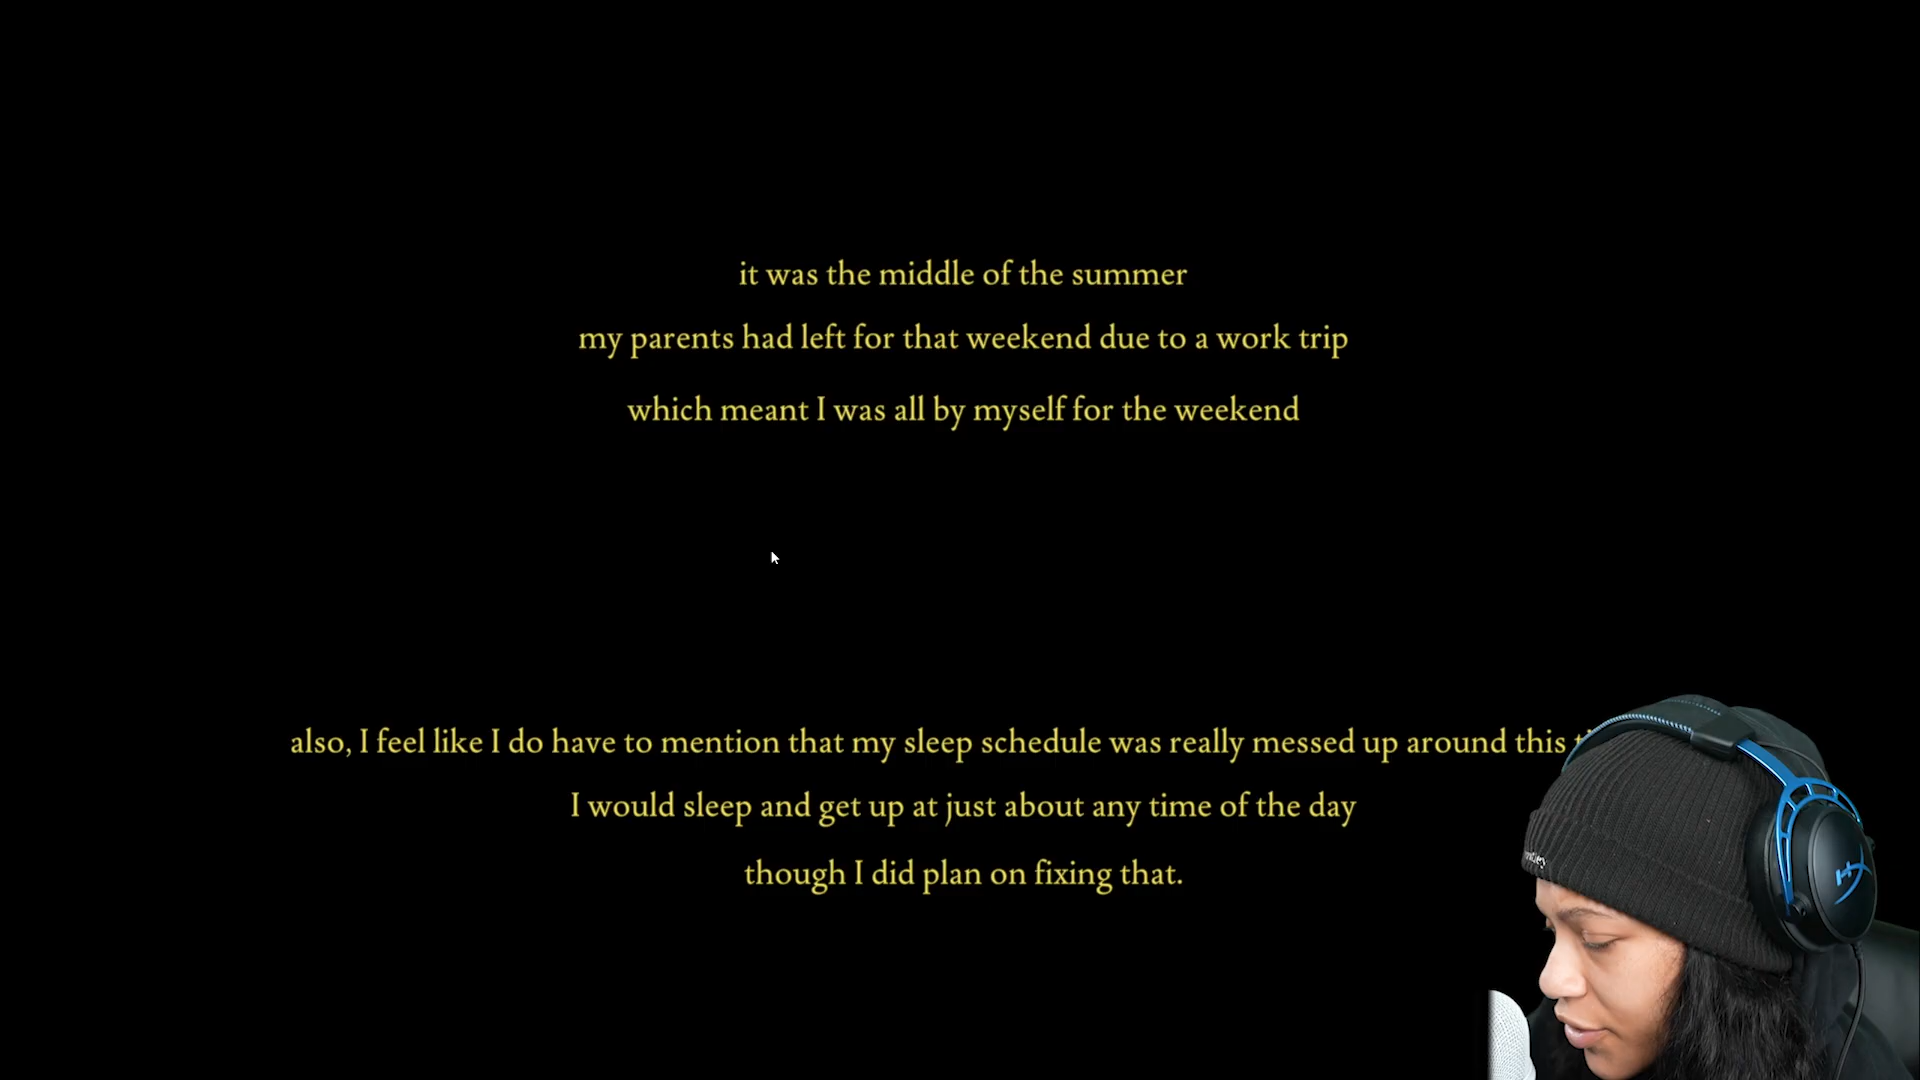 it was the middle of the summer
my parents had left for that weekend due to a work trip
which meant I was all by myself for the weekend
also, I feel like I do have to mention that my sleep schedule was really messed up around this
I would sleep and get up at just about any time of the day
though I did plan on fixing that.